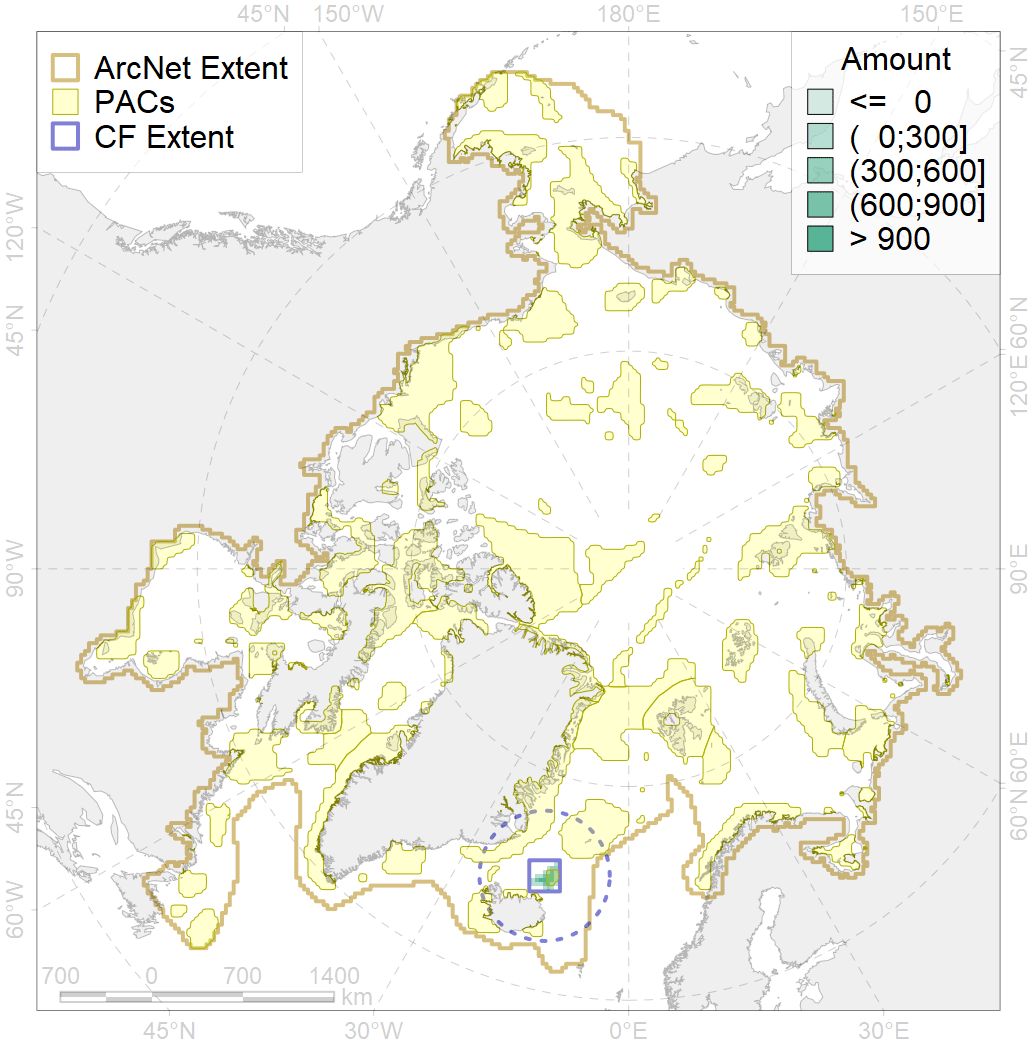 45°N 150°W 180°E 150°E
ArcNet Extent
PACs
CF Extent
Amount
<= 0
( 0;300]
(300;600]
(600;900]
> 900
45°N
120°W
60°N
45°N
120°E
90°W
90°E
60°E
45°N
60°N
60°W
700 0 700 1400
km
45°N 30°W 0°E 30°E